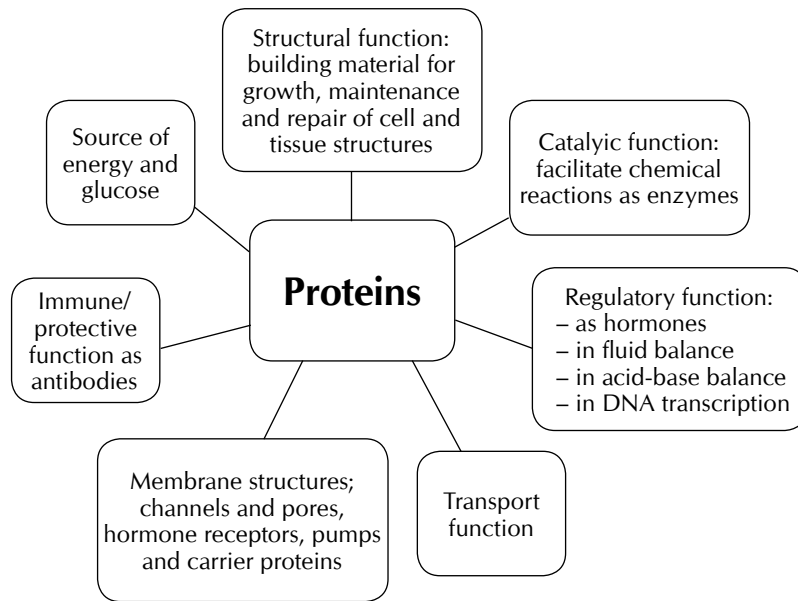 Structural function:
building material for
growth, maintenance
and repair of cell and
tissue structures
Source of
energy and
glucose
Catalyic function:
facilitate chemical
reactions as enzymes
Proteins
Immune/
protective
function as
antibodies
Regulatory function:
– as hormones
– in fluid balance
– in acid-base balance
– in DNA transcription
Membrane structures;
channels and pores,
hormone receptors, pumps
and carrier proteins
Transport
function